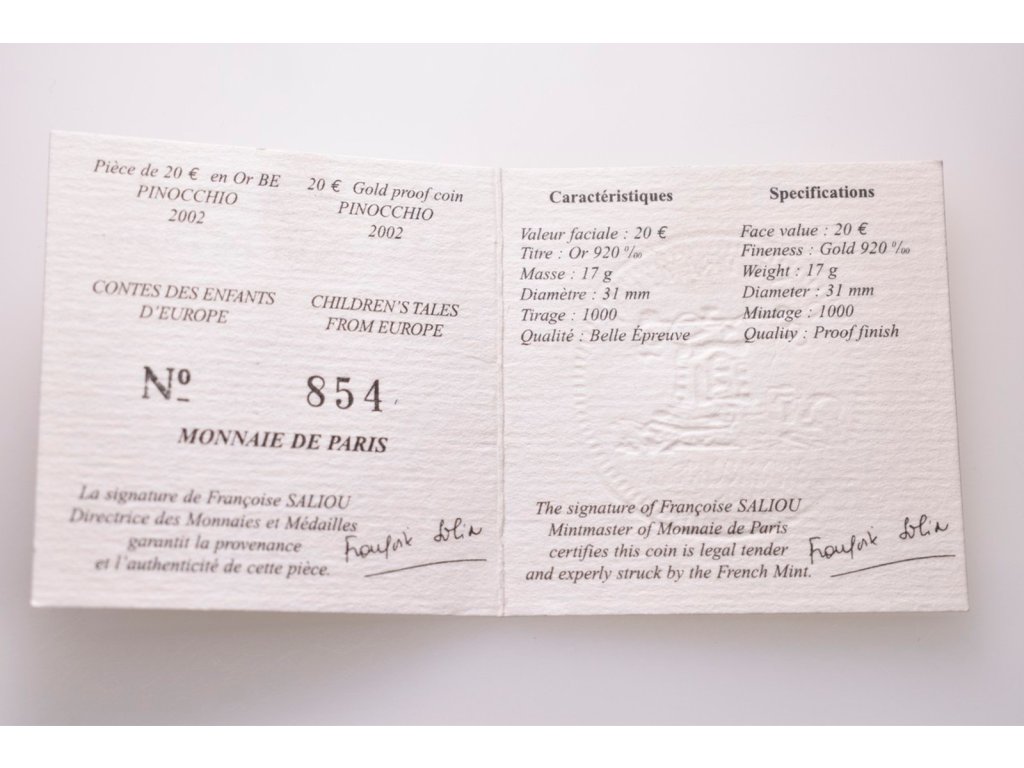 Pièce de 20 € en Or BE
PINOCCHIO
2002
20 € Gold proof coin
PINOCCHIO
2002
CONTES DES ENFANTS
D'EUROPE
CHILDREN'S TALES
FROM EUROPE
Nº 854
MONNAIE DE PARIS
La signature de Françoise SALIOU
Directrice des Monnaies et Médailles
garantit la provenance
et l'authenticité de cette pièce.
Caractéristiques
Valeur faciale : 20 €
Titre : Or 920 ‰
Masse : 17 g
Diamètre : 31 mm
Tirage : 1000
Qualité : Belle Épreuve
Specifications
Face value : 20 €
Fineness : Gold 920 ‰
Weight : 17 g
Diameter : 31 mm
Mintage : 1000
Quality : Proof finish
The signature of Françoise SALIOU
Mintmaster of Monnaie de Paris
certifies this coin is legal tender
and experly struck by the French Mint.